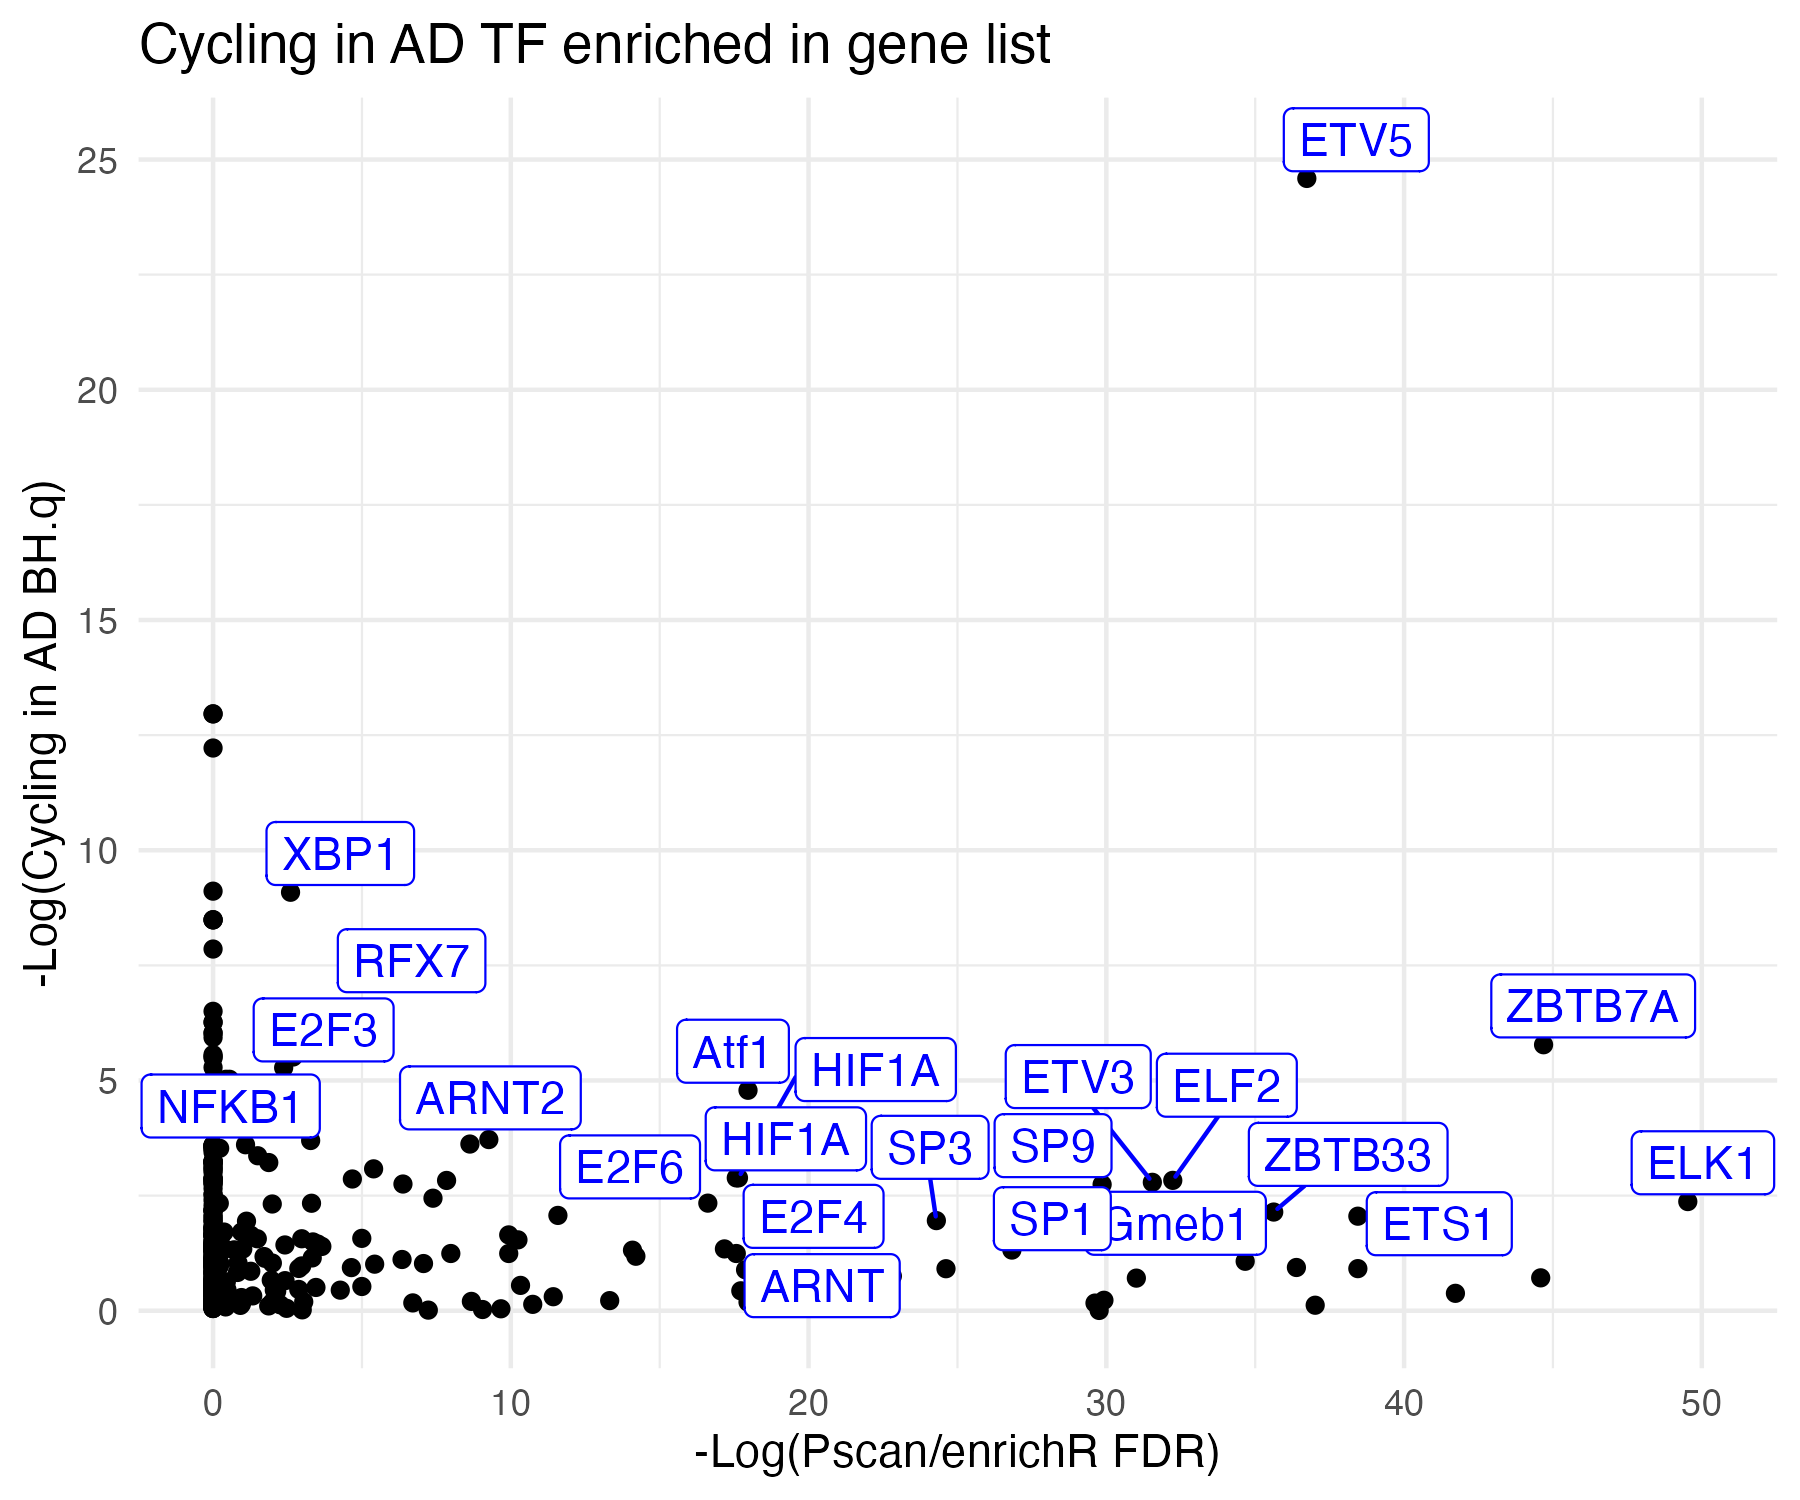 Cycling in AD TF enriched in gene list
-Log(Cycling in AD BH.q)
25
20
15
10
5
0
ETV5
XBP1
RFX7
E2F3
NFKB1
ARNT2
Atf1
HIF1A
HIF1A
E2F6
SP3
E2F4
ARNT
ETV3
ELF2
SP9
SP1
Gmeb1
ZBTB33
ETS1
ZBTB7A
ELK1
0 10 20 30 40 50
-Log(Pscan/enrichR FDR)